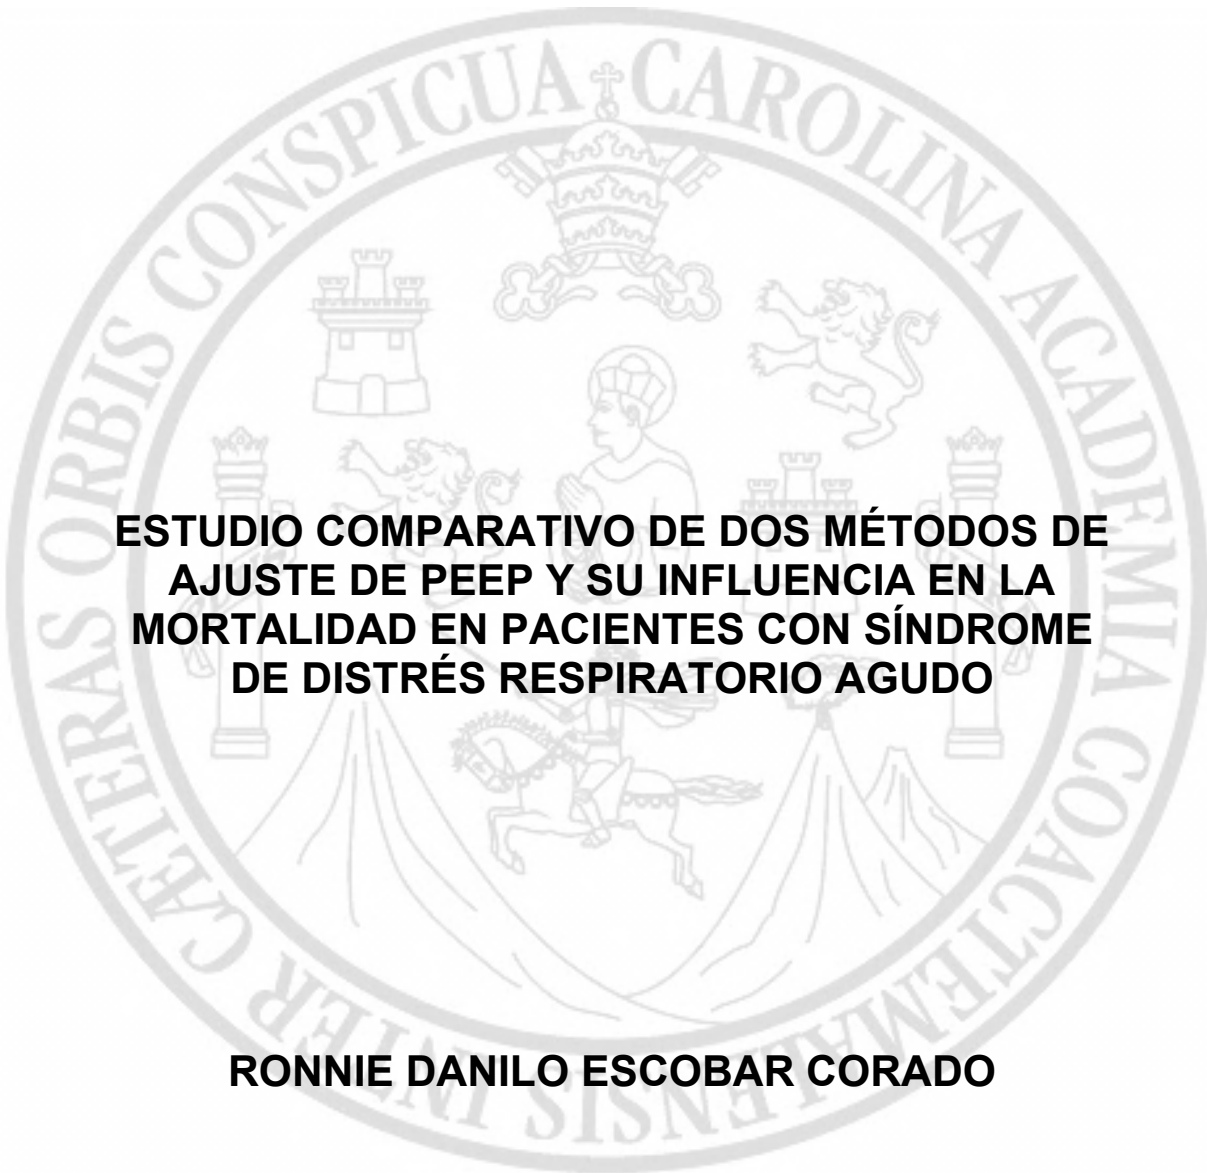 CÆTERAS ORBIS CONSPICUA CAROLINA ACADEMIA COACTEMALENSIS INTER
ESTUDIO COMPARATIVO DE DOS MÉTODOS DE
AJUSTE DE PEEP Y SU INFLUENCIA EN LA
MORTALIDAD EN PACIENTES CON SÍNDROME
DE DISTRÉS RESPIRATORIO AGUDO
RONNIE DANILO ESCOBAR CORADO